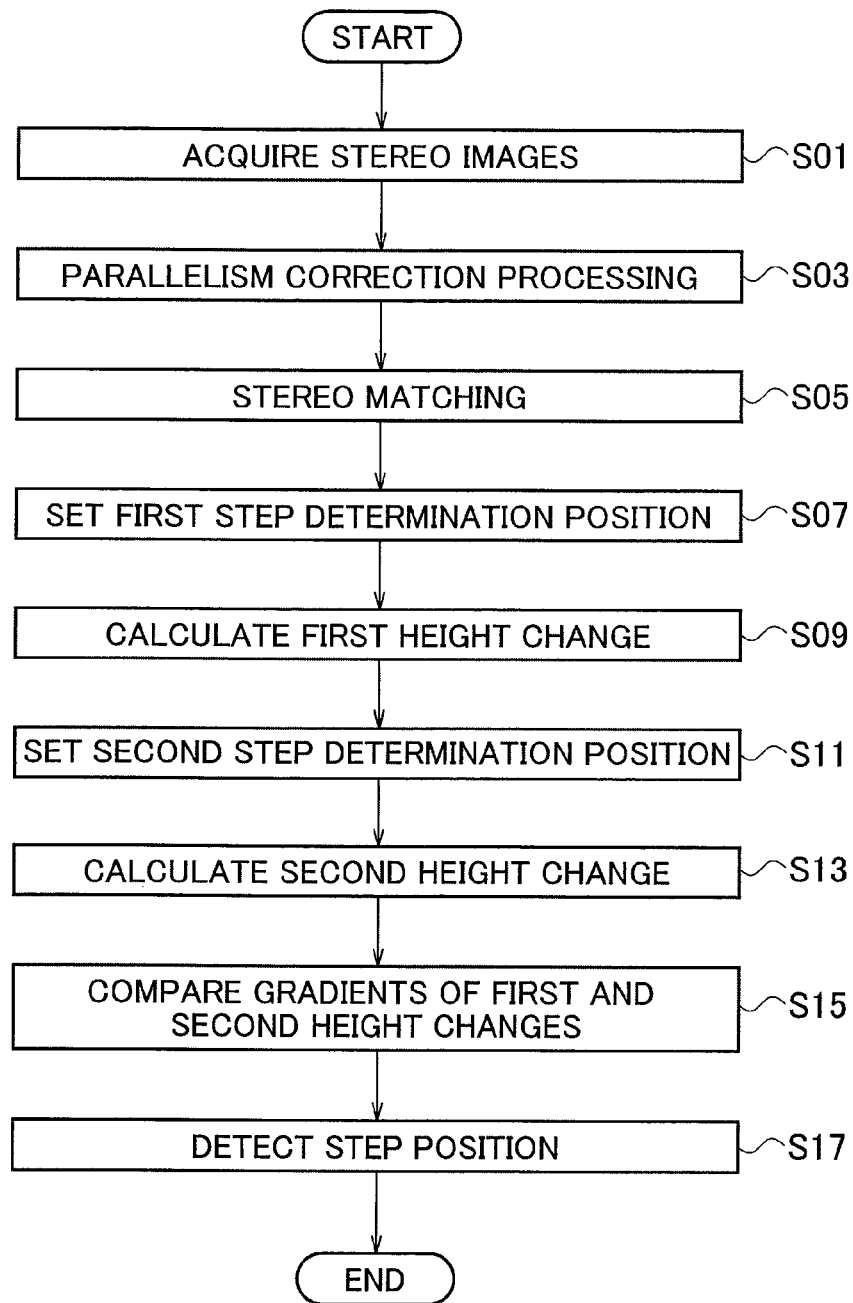 START
ACQUIRE STEREO IMAGES
S01
PARALLELISM CORRECTION PROCESSING
S03
STEREO MATCHING
S05
SET FIRST STEP DETERMINATION POSITION
S07
CALCULATE FIRST HEIGHT CHANGE
S09
SET SECOND STEP DETERMINATION POSITION
S11
CALCULATE SECOND HEIGHT CHANGE
S13
COMPARE GRADIENTS OF FIRST AND
SECOND HEIGHT CHANGES
S15
DETECT STEP POSITION
S17
END